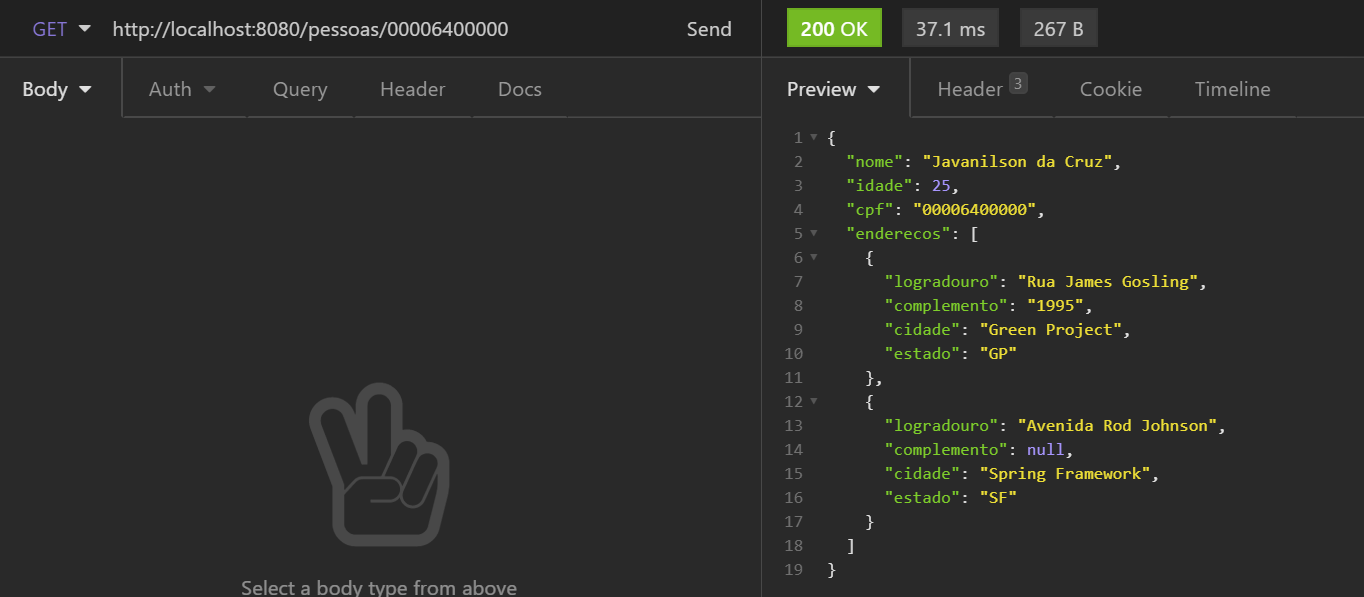 GET http://localhost:8080/pessoas/00006400000 Send
200 OK 37.1 ms 267 B
Body Auth Query Header Docs
Preview Header 3 Cookie Timeline
1 {
2 "nome": "Javanilson da Cruz",
3 "idade": 25,
4 "cpf": "00006400000",
5 "enderecos": [
6 {
7 "logradouro": "Rua James Gosling",
8 "complemento": "1995",
9 "cidade": "Green Project",
10 "estado": "GP"
11 },
12 {
13 "logradouro": "Avenida Rod Johnson",
14 "complemento": null,
15 "cidade": "Spring Framework",
16 "estado": "SF"
17 }
18 ]
19 }
Select a body type from above